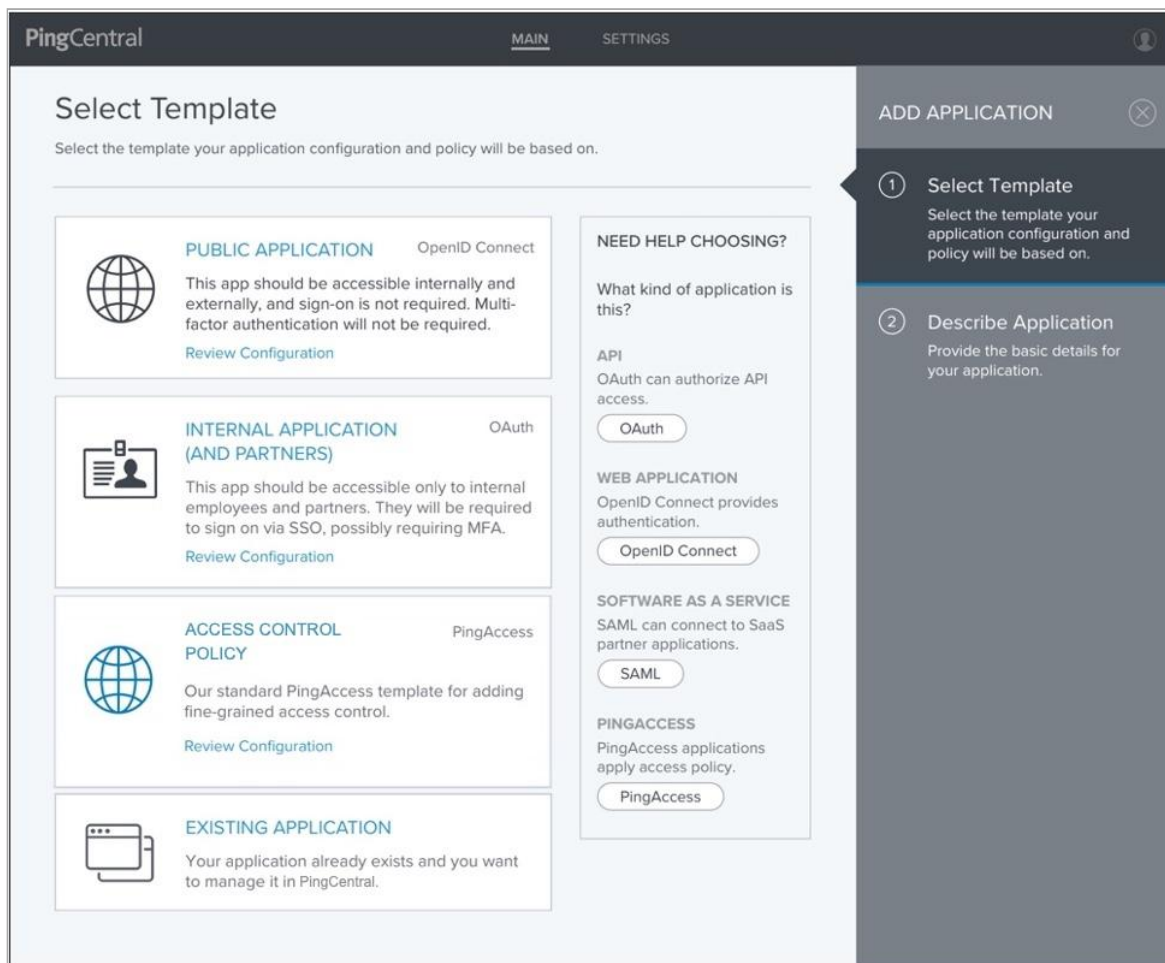 PingCentral
MAIN
SETTINGS
Select Template
Select the template your application configuration and policy will be based on.
PUBLIC APPLICATION
OpenID Connect
This app should be accessible internally and
externally, and sign-on is not required. Multi-
factor authentication will not be required.
Review Configuration
INTERNAL APPLICATION
(AND PARTNERS)
OAuth
This app should be accessible only to internal
employees and partners. They will be required
to sign on via SSO, possibly requiring MFA.
Review Configuration
ACCESS CONTROL
POLICY
PingAccess
Our standard PingAccess template for adding
fine-grained access control.
Review Configuration
EXISTING APPLICATION
Your application already exists and you want
to manage it in PingCentral.
NEED HELP CHOOSING?
What kind of application is
this?
API
OAuth can authorize API
access.
OAuth
WEB APPLICATION
OpenID Connect provides
authentication.
OpenID Connect
SOFTWARE AS A SERVICE
SAML can connect to SaaS
partner applications.
SAML
PINGACCESS
PingAccess applications
apply access policy.
PingAccess
ADD APPLICATION
1
Select Template
Select the template your
application configuration and
policy will be based on.
2
Describe Application
Provide the basic details for
your application.